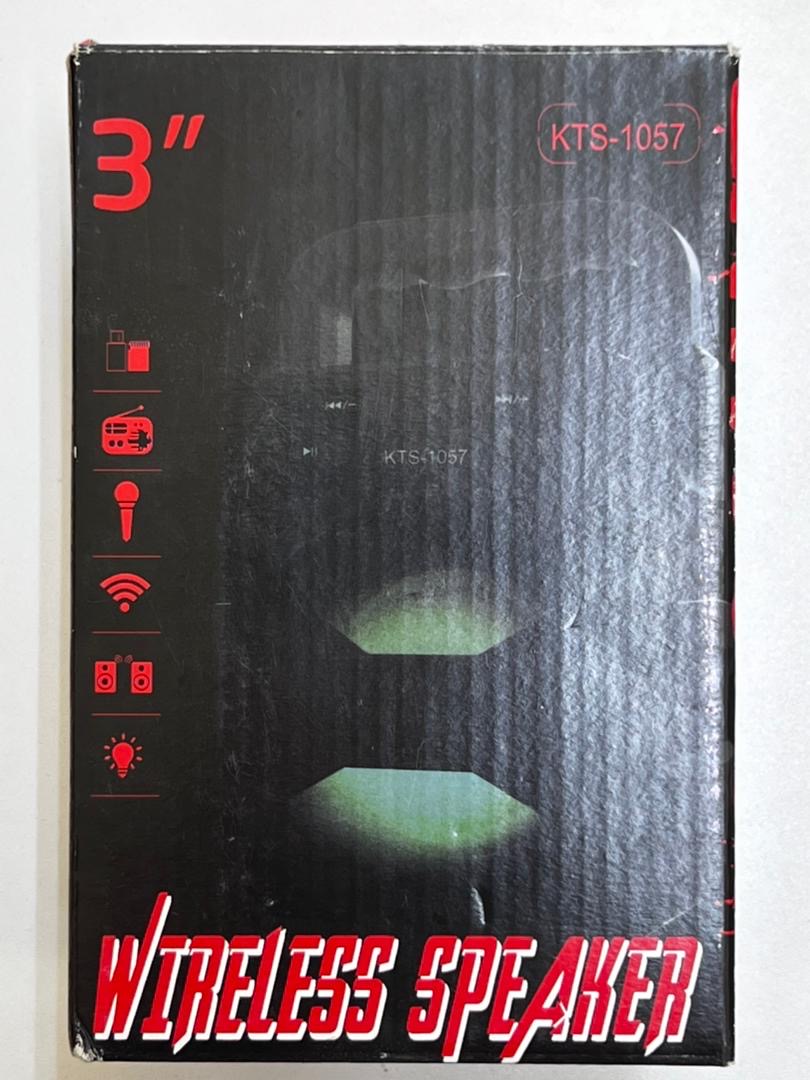 3"
KTS-1057
KTS-1057
WIRELESS SPEAKER